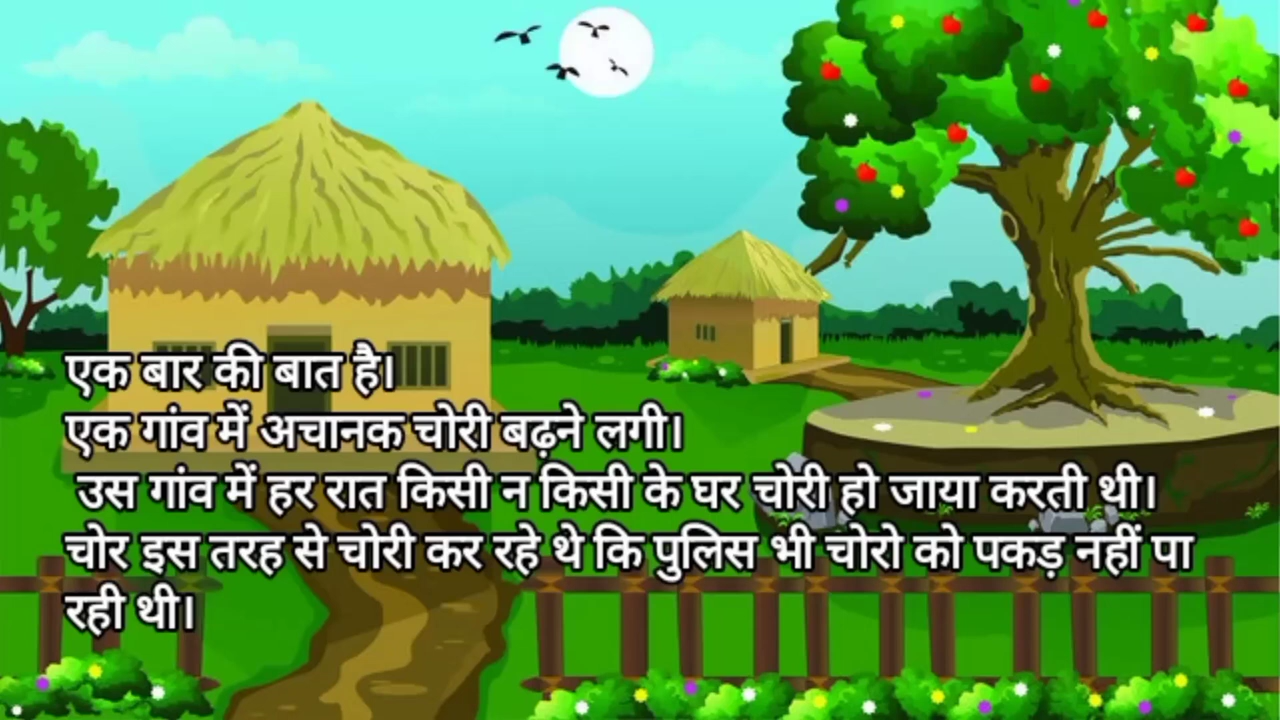 एक बार की बात है।
एक गांव में अचानक चोरी बढ़ने लगी।
उस गांव में हर रात किसी न किसी के घर चोरी हो जाया करती थी।
चोर इस तरह से चोरी कर रहे थे कि पुलिस भी चोरो को पकड़ नहीं पा
रही थी।